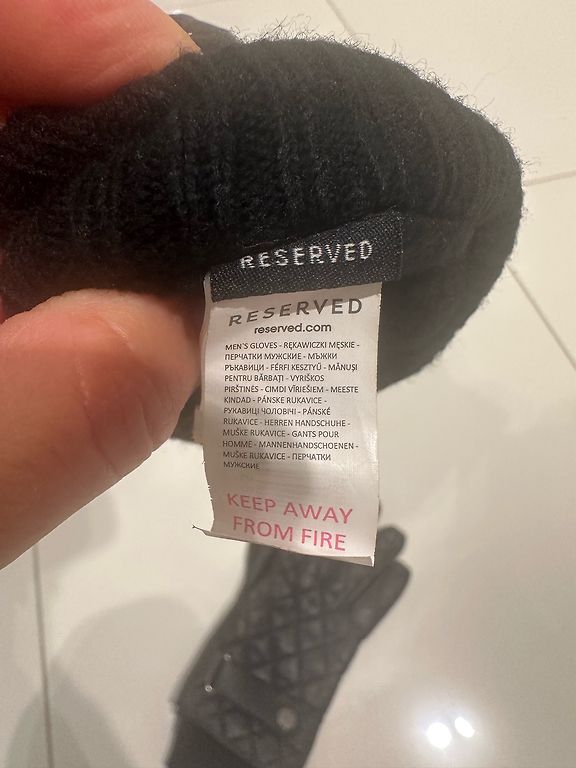 RESERVED
RESERVED
reserved.com
MEN'S GLOVES - RĘKAWICZKI MĘSKIE -
ПЕРЧАТКИ МУЖСКИЕ - МЪЖКИ
РЪКАВИЦИ - FÉRFI KESZTYŰ - MĂNUȘI
PENTRU BĂRBAȚI - VYRIŠKOS
PIRŠTINĖS - CIMDI VĪRIEŠIEM - MEESTE
KINDAD - PÁNSKE RUKAVICE -
РУКАВИЦІ ЧОЛОВІЧІ - PÁNSKÉ
RUKAVICE - HERREN HANDSCHUHE -
MUŠKE RUKAVICE - GANTS POUR
HOMME - MANNENHANDSCHOENEN -
MUŠKE RUKAVICE - ПЕРЧАТКИ
МУЖСКИЕ
KEEP AWAY
FROM FIRE